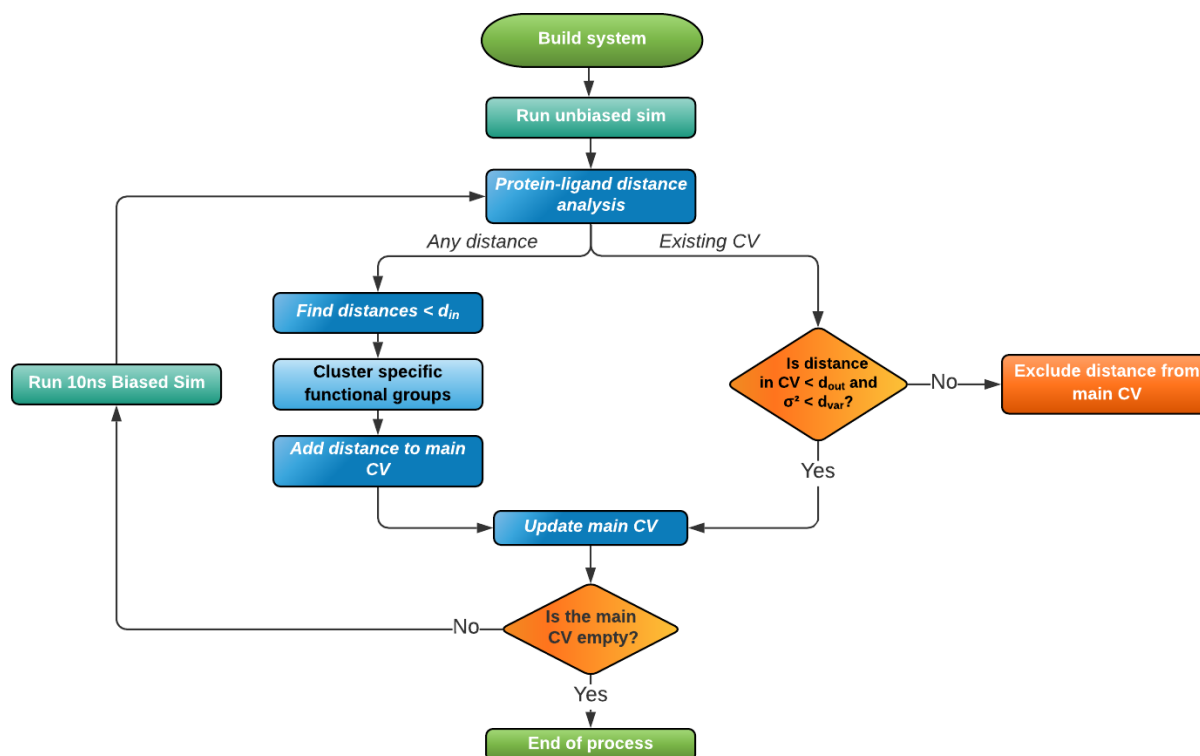 Build system
Run unbiased sim
Protein-ligand distance
analysis
Any distance
Existing CV
Find distances < din
Cluster specific
functional groups
Add distance to main
CV
Is distance
in CV < dout and
σ² < dvar?
No
Exclude distance from
main CV
Yes
Run 10ns Biased Sim
Update main CV
Is the main
CV empty?
No
Yes
End of process